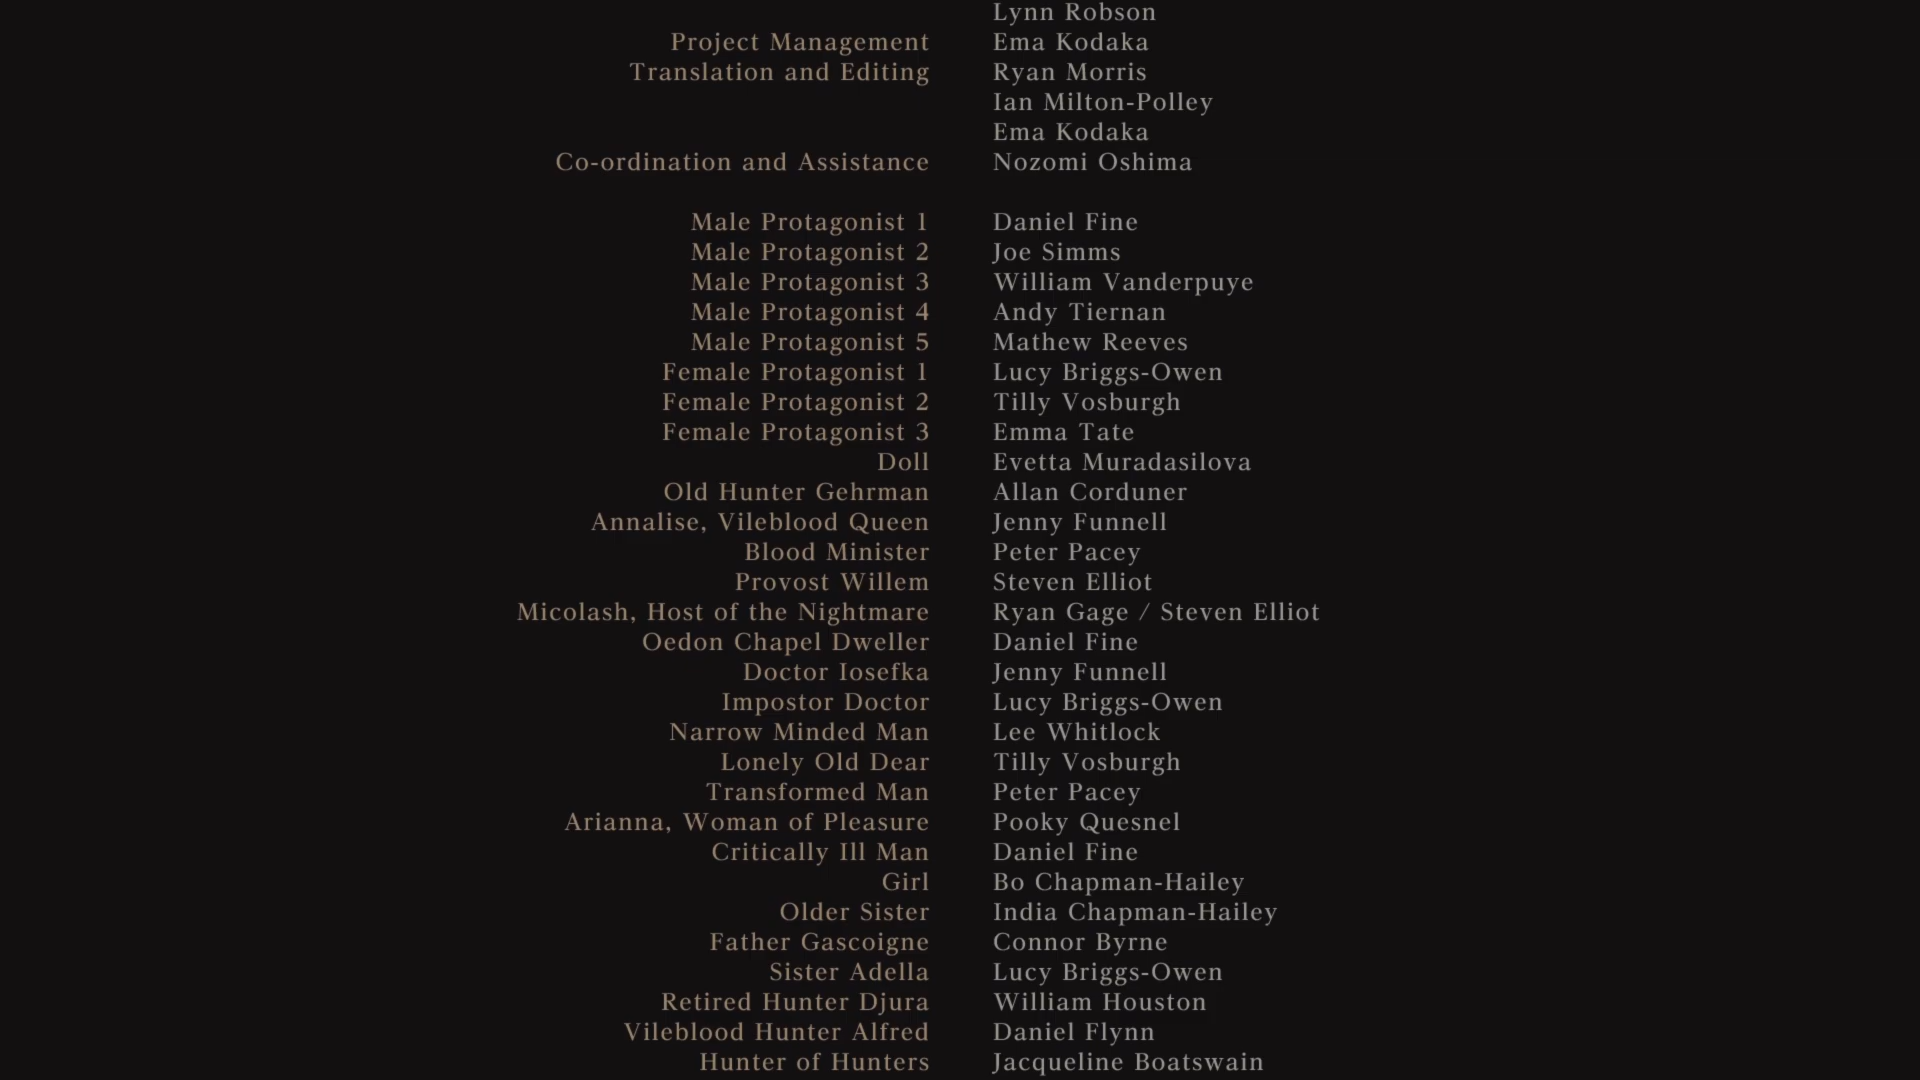 Lynn Robson
Project Management Ema Kodaka
Translation and Editing Ryan Morris
Ian Milton-Polley
Ema Kodaka
Co-ordination and Assistance Nozomi Oshima
Male Protagonist 1 Daniel Fine
Male Protagonist 2 Joe Simms
Male Protagonist 3 William Vanderpuye
Male Protagonist 4 Andy Tiernan
Male Protagonist 5 Mathew Reeves
Female Protagonist 1 Lucy Briggs-Owen
Female Protagonist 2 Tilly Vosburgh
Female Protagonist 3 Emma Tate
Doll Evetta Muradasilova
Old Hunter Gehrman Allan Corduner
Annalise, Vileblood Queen Jenny Funnell
Blood Minister Peter Pacey
Provost Willem Steven Elliot
Micolash, Host of the Nightmare Ryan Gage / Steven Elliot
Oedon Chapel Dweller Daniel Fine
Doctor Iosefka Jenny Funnell
Impostor Doctor Lucy Briggs-Owen
Narrow Minded Man Lee Whitlock
Lonely Old Dear Tilly Vosburgh
Transformed Man Peter Pacey
Arianna, Woman of Pleasure Pooky Quesnel
Critically Ill Man Daniel Fine
Girl Bo Chapman-Hailey
Older Sister India Chapman-Hailey
Father Gascoigne Connor Byrne
Sister Adella Lucy Briggs-Owen
Retired Hunter Djura William Houston
Vileblood Hunter Alfred Daniel Flynn
Hunter of Hunters Jacqueline Boatswain